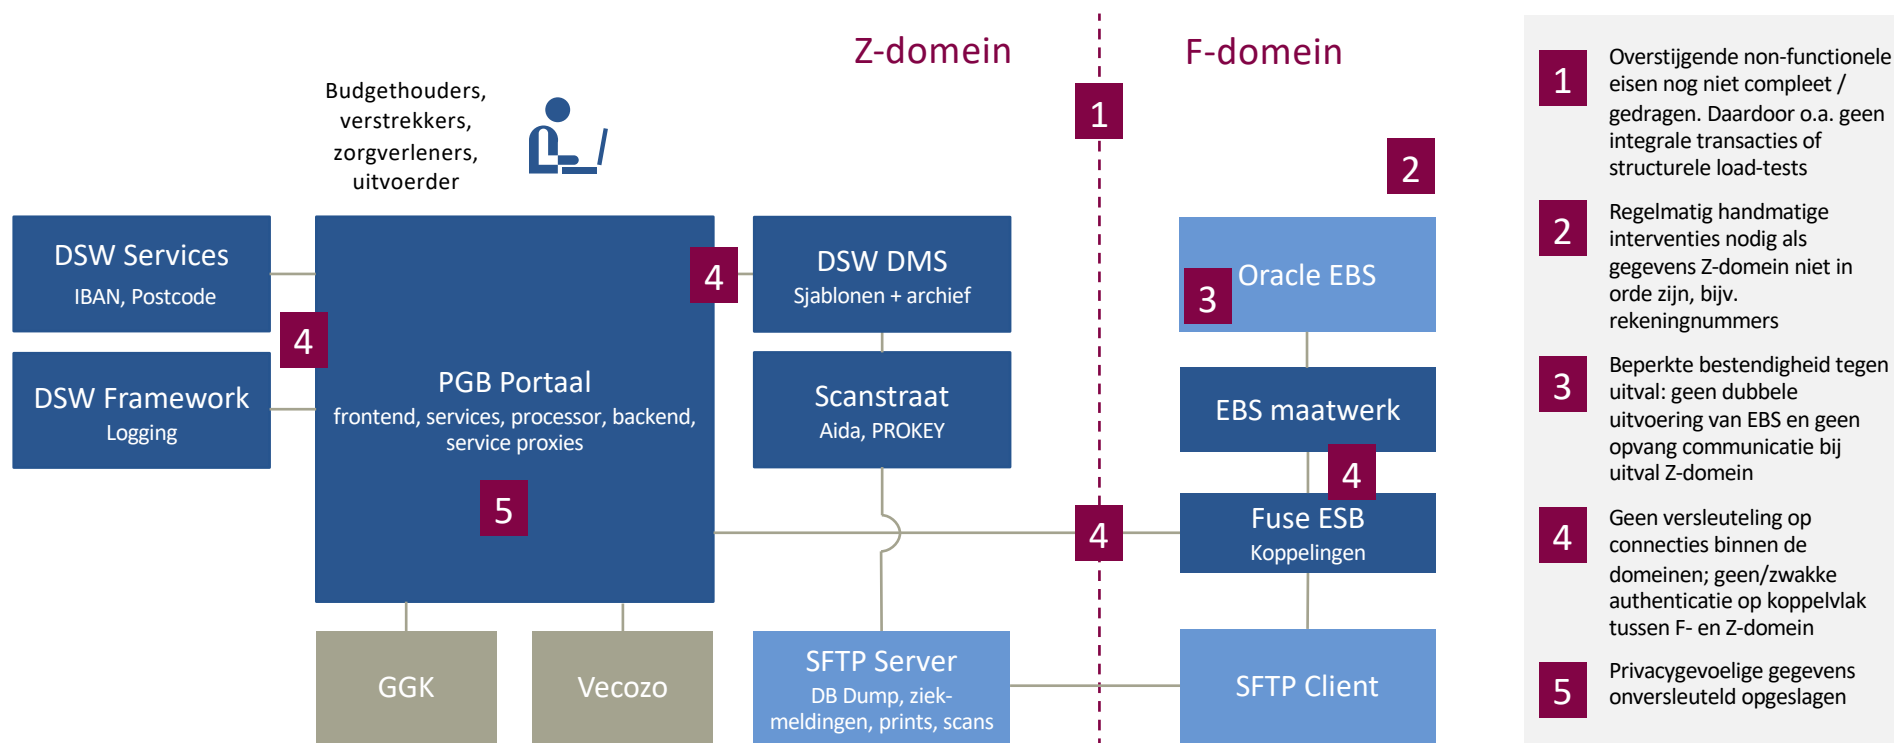 Z-domein
F-domein
Budgethouders,
verstrekkers,
zorgverleners,
uitvoerder
1
2
DSW Services
IBAN, Postcode
4
DSW Framework
Logging
PGB Portaal
frontend, services, processor, backend,
service proxies
5
4
DSW DMS
Sjablonen + archief
Scanstraat
Aida, PROKEY
3
Oracle EBS
EBS maatwerk
4
Fuse ESB
Koppelingen
4
GGK
Vecozo
SFTP Server
DB Dump, ziek-
meldingen, prints, scans
SFTP Client
1
Overstijgende non-functionele
eisen nog niet compleet /
gedragen. Daardoor o.a. geen
integrale transacties of
structurele load-tests
2
Regelmatig handmatige
interventies nodig als
gegevens Z-domein niet in
orde zijn, bijv.
rekeningnummers
3
Beperkte bestendigheid tegen
uitval: geen dubbele
uitvoering van EBS en geen
opvang communicatie bij
uitval Z-domein
4
Geen versleuteling op
connecties binnen de
domeinen; geen/zwakke
authenticatie op koppelvlak
tussen F- en Z-domein
5
Privacygevoelige gegevens
onversleuteld opgeslagen